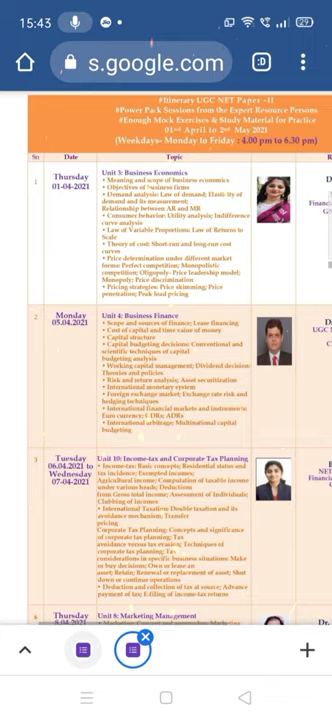 15:43
29
s.google.com
:D
#Itinerary UGC NET Paper -II
#Power Pack Sessions from the Expert Resource Persons
#Enough Mock Exercises & Study Material for Practice
01st April to 2nd May 2021
(Weekdays- Monday to Friday : 4.00 pm to 6.30 pm)
Sn Date Topic R
1 Thursday
01-04-2021
Unit 3: Business Economics
• Meaning and scope of business economics
• Objectives of business firms
• Demand analysis: Law of demand; Elasticity of
demand and its measurement;
Relationship between AR and MR
• Consumer behavior: Utility analysis; Indifference
curve analysis
• Law of Variable Proportions: Law of Returns to
Scale
• Theory of cost: Short-run and long-run cost
curves
• Price determination under different market
forms: Perfect competition; Monopolistic
competition; Oligopoly- Price leadership model;
Monopoly; Price discrimination
• Pricing strategies: Price skimming; Price
penetration; Peak load pricing
D
Financia
2 Monday
05.04.2021
Unit 4: Business Finance
• Scope and sources of finance; Lease financing
• Cost of capital and time value of money
• Capital structure
• Capital budgeting decisions: Conventional and
scientific techniques of capital
budgeting analysis
• Working capital management; Dividend decision:
Theories and policies
• Risk and return analysis; Asset securitization
• International monetary system
• Foreign exchange market; Exchange rate risk and
hedging techniques
• International financial markets and instruments:
Euro currency; GDRs; ADRs
• International arbitrage; Multinational capital
budgeting
UGC N
C
3 Tuesday
06.04.2021 to
Wednesday
07-04-2021
Unit 10: Income-tax and Corporate Tax Planning
• Income-tax: Basic concepts; Residential status and
tax incidence; Exempted incomes;
Agricultural income; Computation of taxable income
under various heads; Deductions
from Gross total income; Assessment of Individuals;
Clubbing of incomes
• International Taxation: Double taxation and its
avoidance mechanism; Transfer
pricing
Corporate Tax Planning: Concepts and significance
of corporate tax planning; Tax
avoidance versus tax evasion; Techniques of
corporate tax planning; Tax
considerations in specific business situations: Make
or buy decisions; Own or lease an
asset; Retain; Renewal or replacement of asset; Shut
down or continue operations
• Deduction and collection of tax at source; Advance
payment of tax; E-filing of income-tax returns
NET
Financia
Thursday
8.04.2021
Unit 8: Marketing Management
Dr.